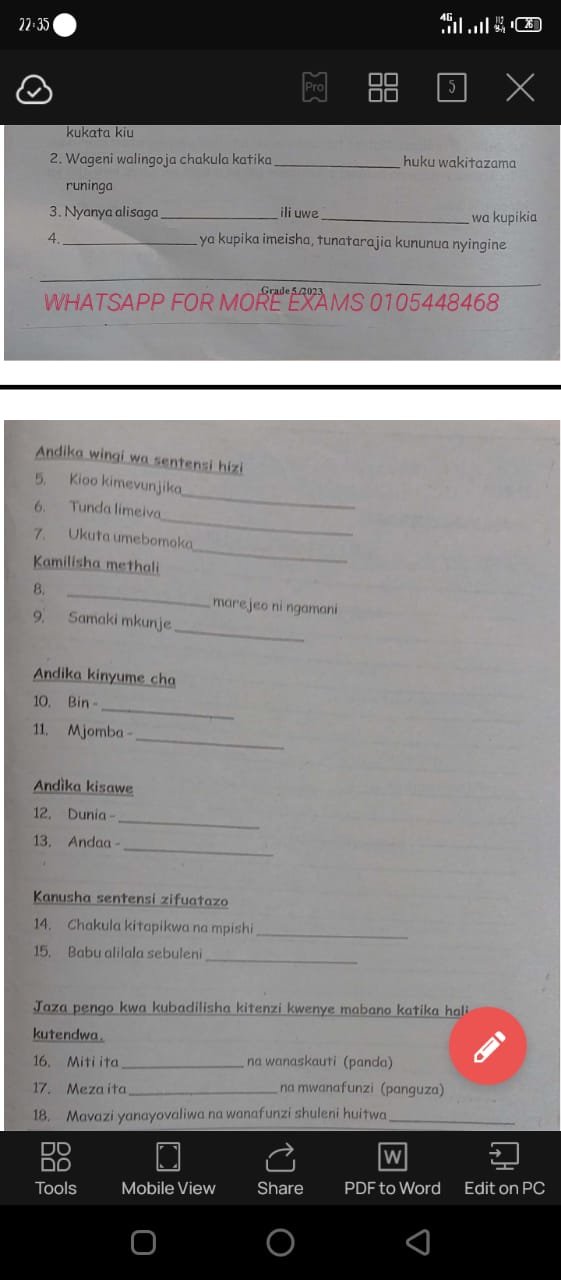 22:35
4G
26
Pro
5
kukata kiu
2. Wageni walingoja chakula katika ______________ huku wakitazama
runinga
3. Nyanya alisaga ______________ ili uwe ______________ wa kupikia
4. ______________ ya kupika imeisha, tunatarajia kununua nyingine
Grade 5/2023
WHATSAPP FOR MORE EXAMS 0105448468
Andika wingi wa sentensi hizi
5. Kioo kimevunjika ______________
6. Tunda limeiva ______________
7. Ukuta umebomoka ______________
Kamilisha methali
8. ______________ marejeo ni ngamani
9. Samaki mkunje ______________
Andika kinyume cha
10. Bin - ______________
11. Mjomba - ______________
Andika kisawe
12. Dunia - ______________
13. Andaa - ______________
Kanusha sentensi zifuatazo
14. Chakula kitapikwa na mpishi ______________
15. Babu alilala sebuleni ______________
Jaza pengo kwa kubadilisha kitenzi kwenye mabano katika hali
kutendwa.
16. Miti ita ______________ na wanaskauti (panda)
17. Meza ita ______________ na mwanafunzi (panguza)
18. Mavazi yanayovaliwa na wanafunzi shuleni huitwa ______________
W
Tools
Mobile View
Share
PDF to Word
Edit on PC